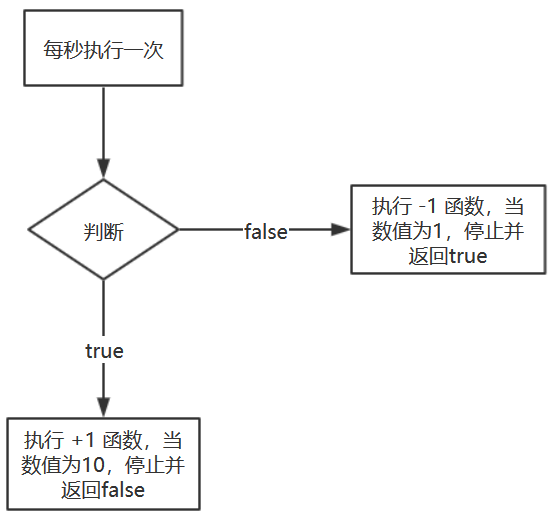 每秒执行一次
判断
false
执行 -1 函数，当
数值为1，停止并
返回true
true
执行 +1 函数，当
数值为10，停止并
返回false